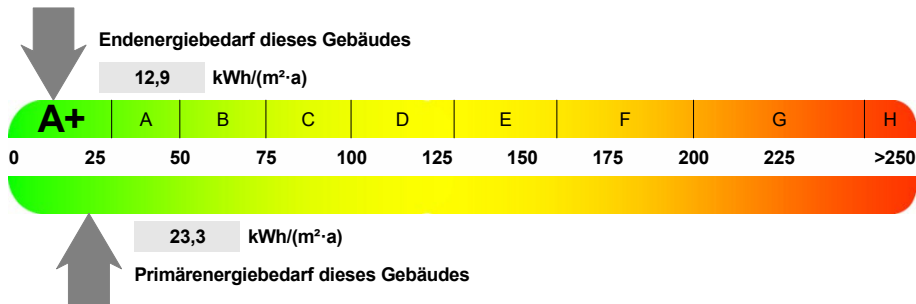 Endenergiebedarf dieses Gebäudes
12,9 kWh/(m²·a)
A+ A B C D E F G H
0 25 50 75 100 125 150 175 200 225 >250
23,3 kWh/(m²·a)
Primärenergiebedarf dieses Gebäudes